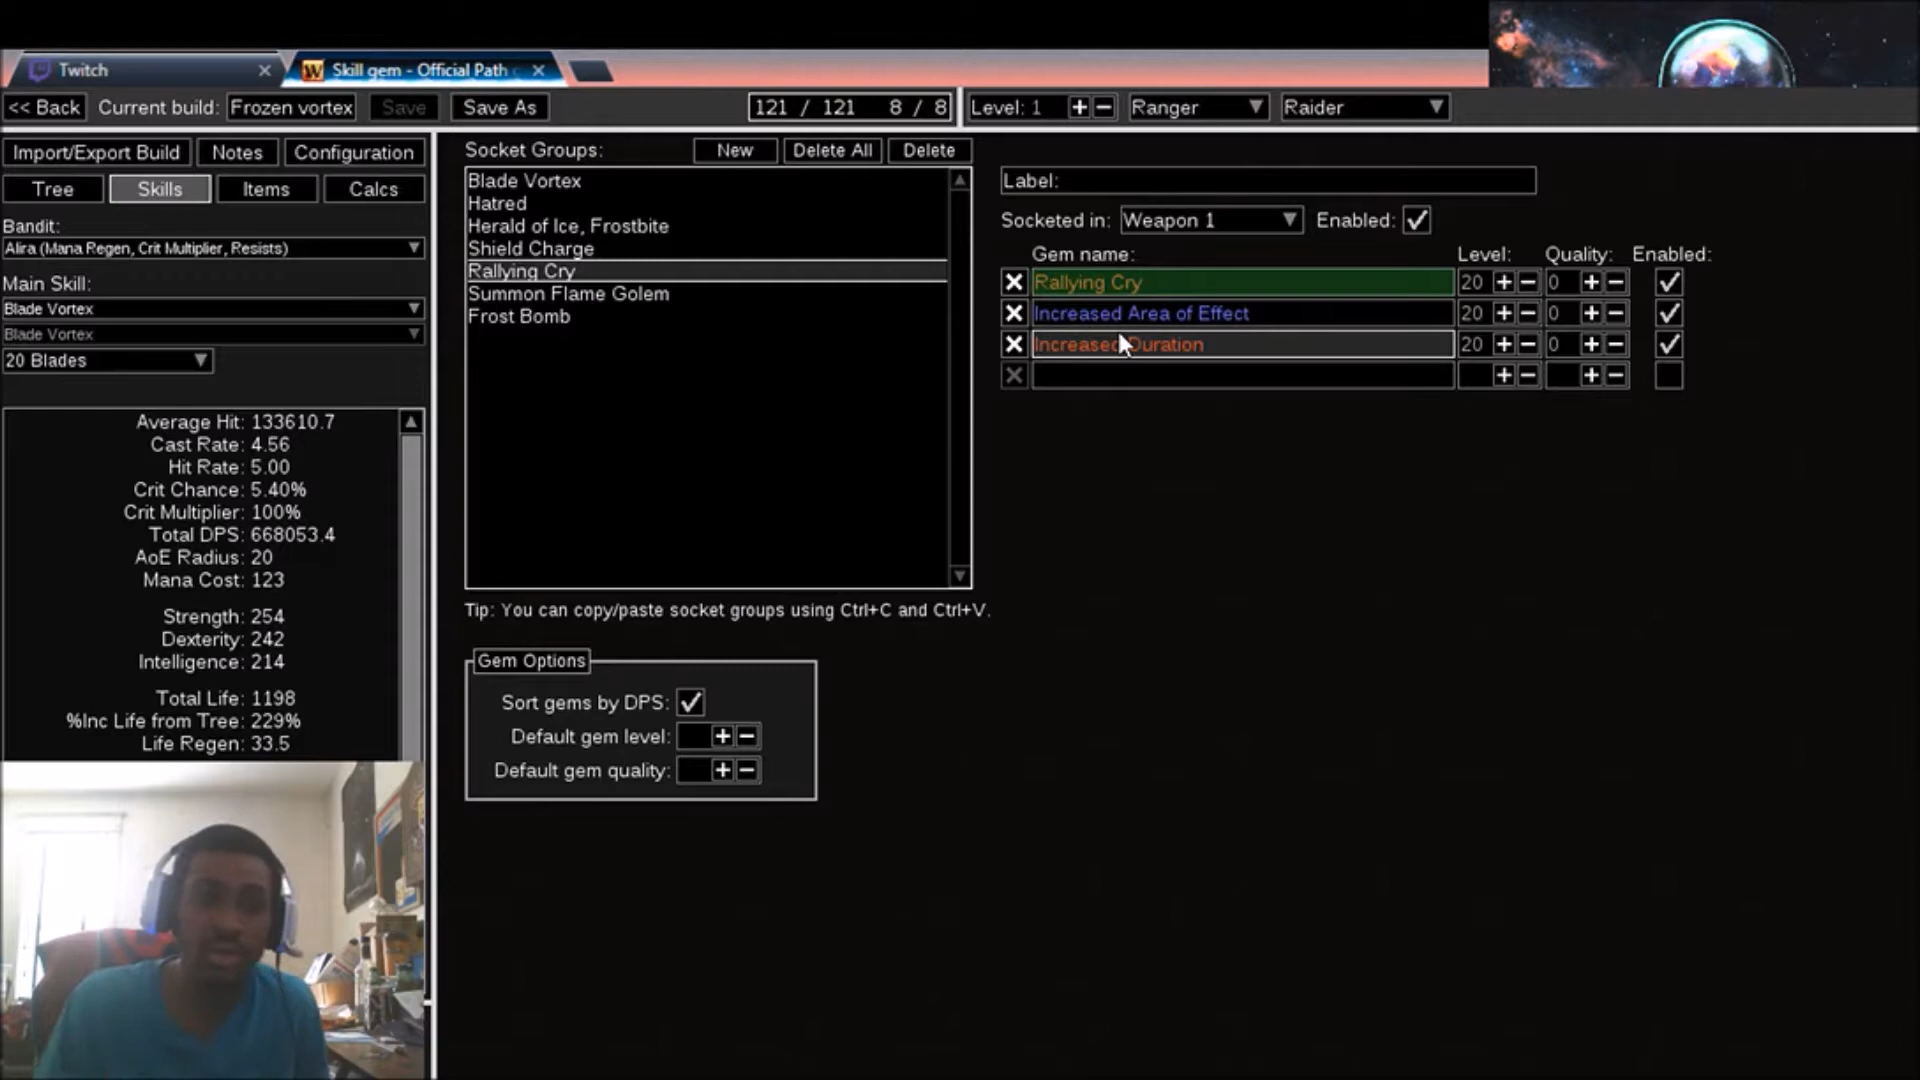 Twitch
Skill gem - Official Path
<< Back Current build: Frozen vortex Save Save As 121 / 121 8 / 8 Level: 1 Ranger Raider
Import/Export Build Notes Configuration
Tree Skills Items Calcs
Bandit:
Alira (Mana Regen, Crit Multiplier, Resists)
Main Skill:
Blade Vortex
Blade Vortex
20 Blades
Average Hit: 133610.7
Cast Rate: 4.56
Hit Rate: 5.00
Crit Chance: 5.40%
Crit Multiplier: 100%
Total DPS: 668053.4
AoE Radius: 20
Mana Cost: 123
Strength: 254
Dexterity: 242
Intelligence: 214
Total Life: 1198
%Inc Life from Tree: 229%
Life Regen: 33.5
Socket Groups: New Delete All Delete
Blade Vortex
Hatred
Herald of Ice, Frostbite
Shield Charge
Rallying Cry
Summon Flame Golem
Frost Bomb
Tip: You can copy/paste socket groups using Ctrl+C and Ctrl+V.
Gem Options
Sort gems by DPS:
Default gem level:
Default gem quality:
Label:
Socketed in: Weapon 1 Enabled:
Gem name: Level: Quality: Enabled:
Rallying Cry 20 0
Increased Area of Effect 20 0
Increased Duration 20 0